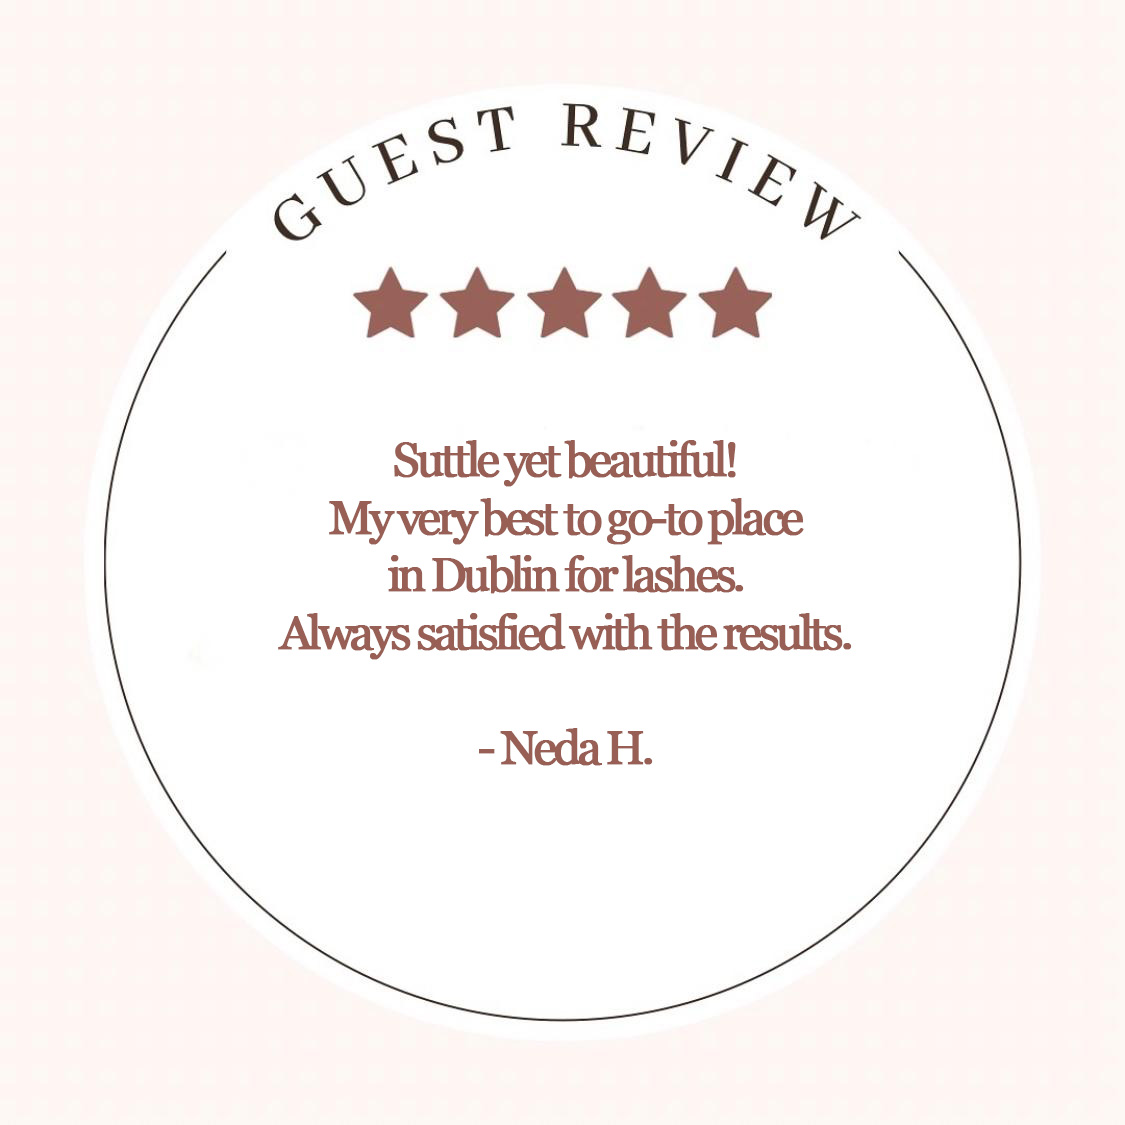 GUEST REVIEW
Suttle yet beautiful!
My very best to go-to place
in Dublin for lashes.
Always satisfied with the results.
- Neda H.